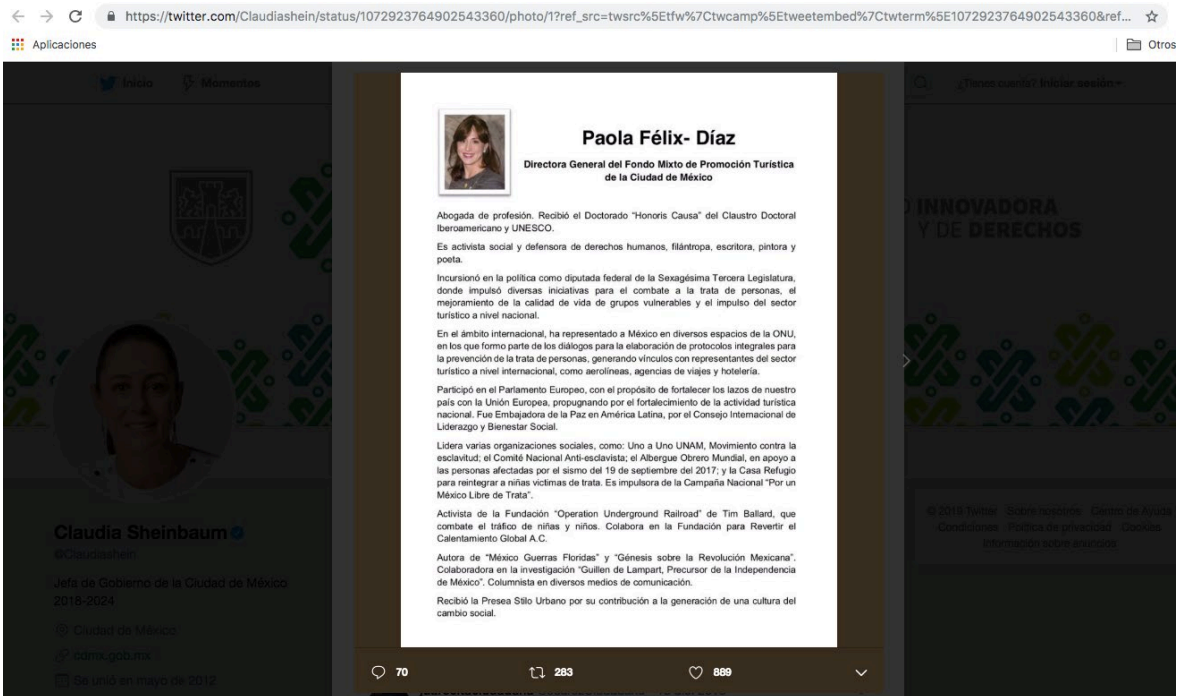 https://twitter.com/Claudiashein/status/1072923764902543360/photo/1?ref_src=twsrc%5Etfw%7Ctwcamp%5Etweetembed%7Ctwterm%5E1072923764902543360&ref...
Aplicaciones
Otros
Inicio
Momentos
¿Tienes cuenta? Iniciar sesión
INNOVADORA
Y DE DERECHOS
Paola Félix- Díaz
Directora General del Fondo Mixto de Promoción Turística
de la Ciudad de México
Abogada de profesión. Recibió el Doctorado "Honoris Causa" del Claustro Doctoral
Iberoamericano y UNESCO.
Es activista social y defensora de derechos humanos, filántropa, escritora, pintora y
poeta.
Incursionó en la política como diputada federal de la Sexagésima Tercera Legislatura,
donde impulsó diversas iniciativas para el combate a la trata de personas, el
mejoramiento de la calidad de vida de grupos vulnerables y el impulso del sector
turístico a nivel nacional.
En el ámbito internacional, ha representado a México en diversos espacios de la ONU,
en los que formo parte de los diálogos para la elaboración de protocolos integrales para
la prevención de la trata de personas, generando vínculos con representantes del sector
turístico a nivel internacional, como aerolíneas, agencias de viajes y hotelería.
Participó en el Parlamento Europeo, con el propósito de fortalecer los lazos de nuestro
país con la Unión Europea, propugnando por el fortalecimiento de la actividad turística
nacional. Fue Embajadora de la Paz en América Latina, por el Consejo Internacional de
Liderazgo y Bienestar Social.
Lidera varias organizaciones sociales, como: Uno a Uno UNAM, Movimiento contra la
esclavitud; el Comité Nacional Anti-esclavista; el Albergue Obrero Mundial, en apoyo a
las personas afectadas por el sismo del 19 de septiembre del 2017; y la Casa Refugio
para reintegrar a niñas victimas de trata. Es impulsora de la Campaña Nacional "Por un
México Libre de Trata".
Activista de la Fundación "Operation Underground Railroad" de Tim Ballard, que
combate el tráfico de niñas y niños. Colabora en la Fundación para Revertir el
Calentamiento Global A.C.
Autora de "México Guerras Floridas" y "Génesis sobre la Revolución Mexicana".
Colaboradora en la investigación "Guillen de Lampart, Precursor de la Independencia
de México". Columnista en diversos medios de comunicación.
Recibió la Presea Stilo Urbano por su contribución a la generación de una cultura del
cambio social.
Claudia Sheinbaum
@Claudiashein
Jefa de Gobierno de la Ciudad de México
2018-2024
Ciudad de México
cdmx.gob.mx
Se unió en mayo de 2012
© 2019 Twitter Sobre nosotros Centro de Ayuda
Condiciones Política de privacidad Cookies
Información sobre anuncios
70
283
889